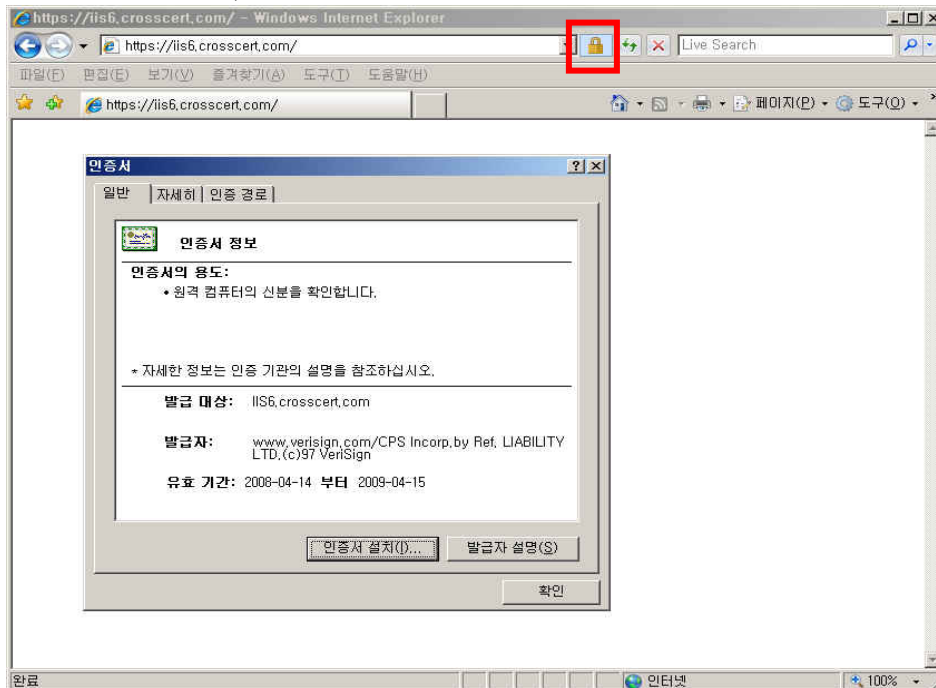 https://iis6.crosscert.com/ - Windows Internet Explorer
https://iis6.crosscert.com/
Live Search
파일(F) 편집(E) 보기(V) 즐겨찾기(A) 도구(T) 도움말(H)
https://iis6.crosscert.com/
페이지(P) 도구(O)
인증서
일반 자세히 인증 경로
인증서 정보
인증서의 용도:
• 원격 컴퓨터의 신분을 확인합니다.
* 자세한 정보는 인증 기관의 설명을 참조하십시오.
발급 대상: IIS6.crosscert.com
발급자: www.verisign.com/CPS Incorp.by Ref. LIABILITY
LTD.(c)97 VeriSign
유효 기간: 2008-04-14 부터 2009-04-15
인증서 설치(I)... 발급자 설명(S)
확인
완료 인터넷 100%